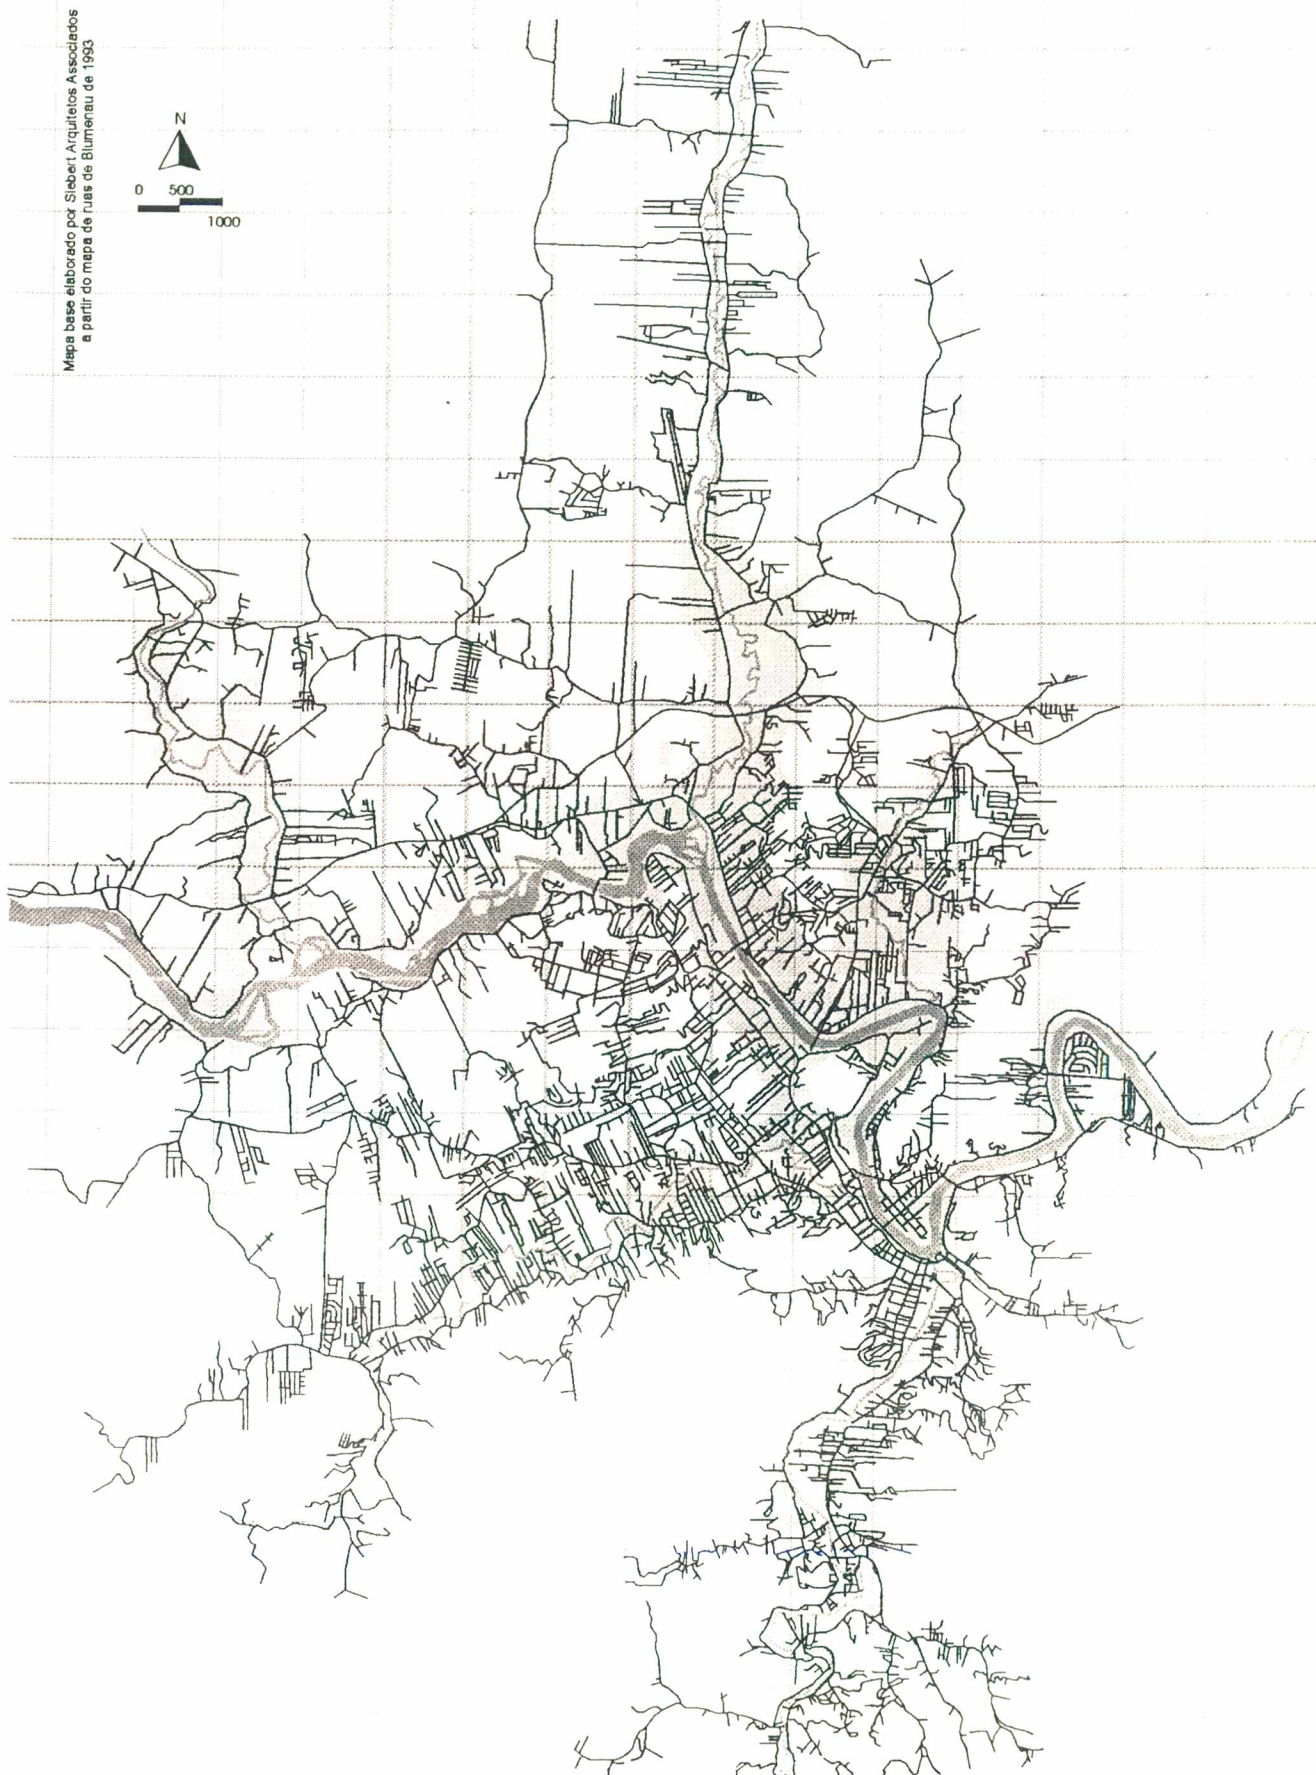 Mapa base elaborado por Siebert Arquitetos Associados
a partir do mapa de ruas de Blumenau de 1993
N
0 500
1000